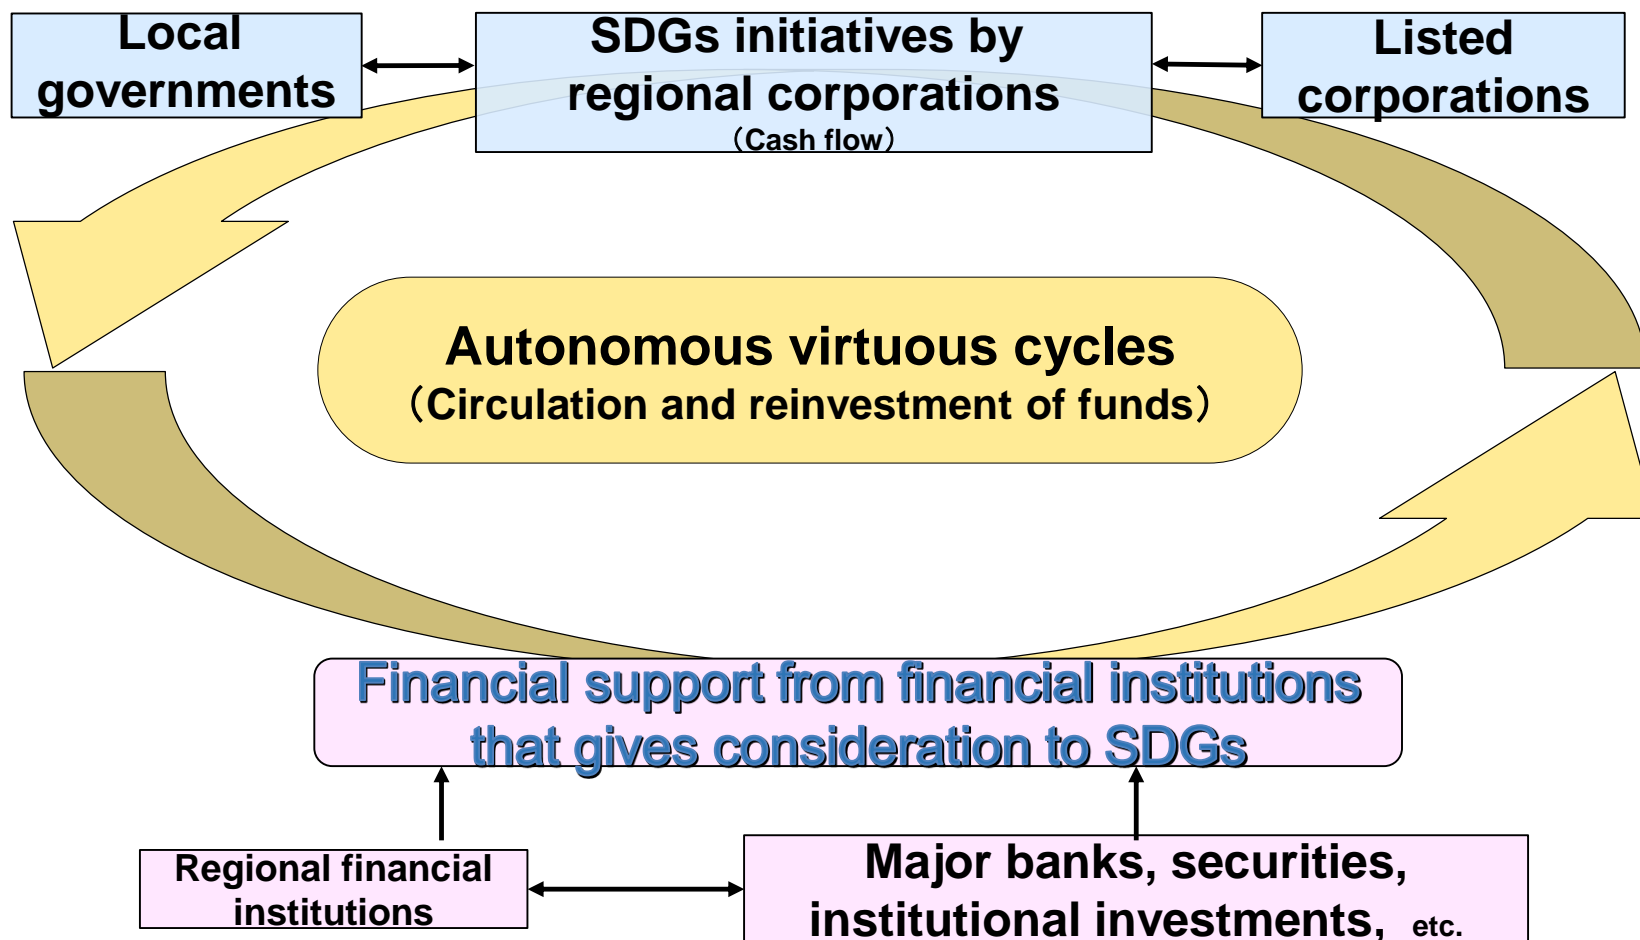 Local
governments
SDGs initiatives by
regional corporations
（Cash flow）
Listed
corporations
Autonomous virtuous cycles
（Circulation and reinvestment of funds）
Financial support from financial institutions
that gives consideration to SDGs
Regional financial
institutions
Major banks, securities,
institutional investments, etc.